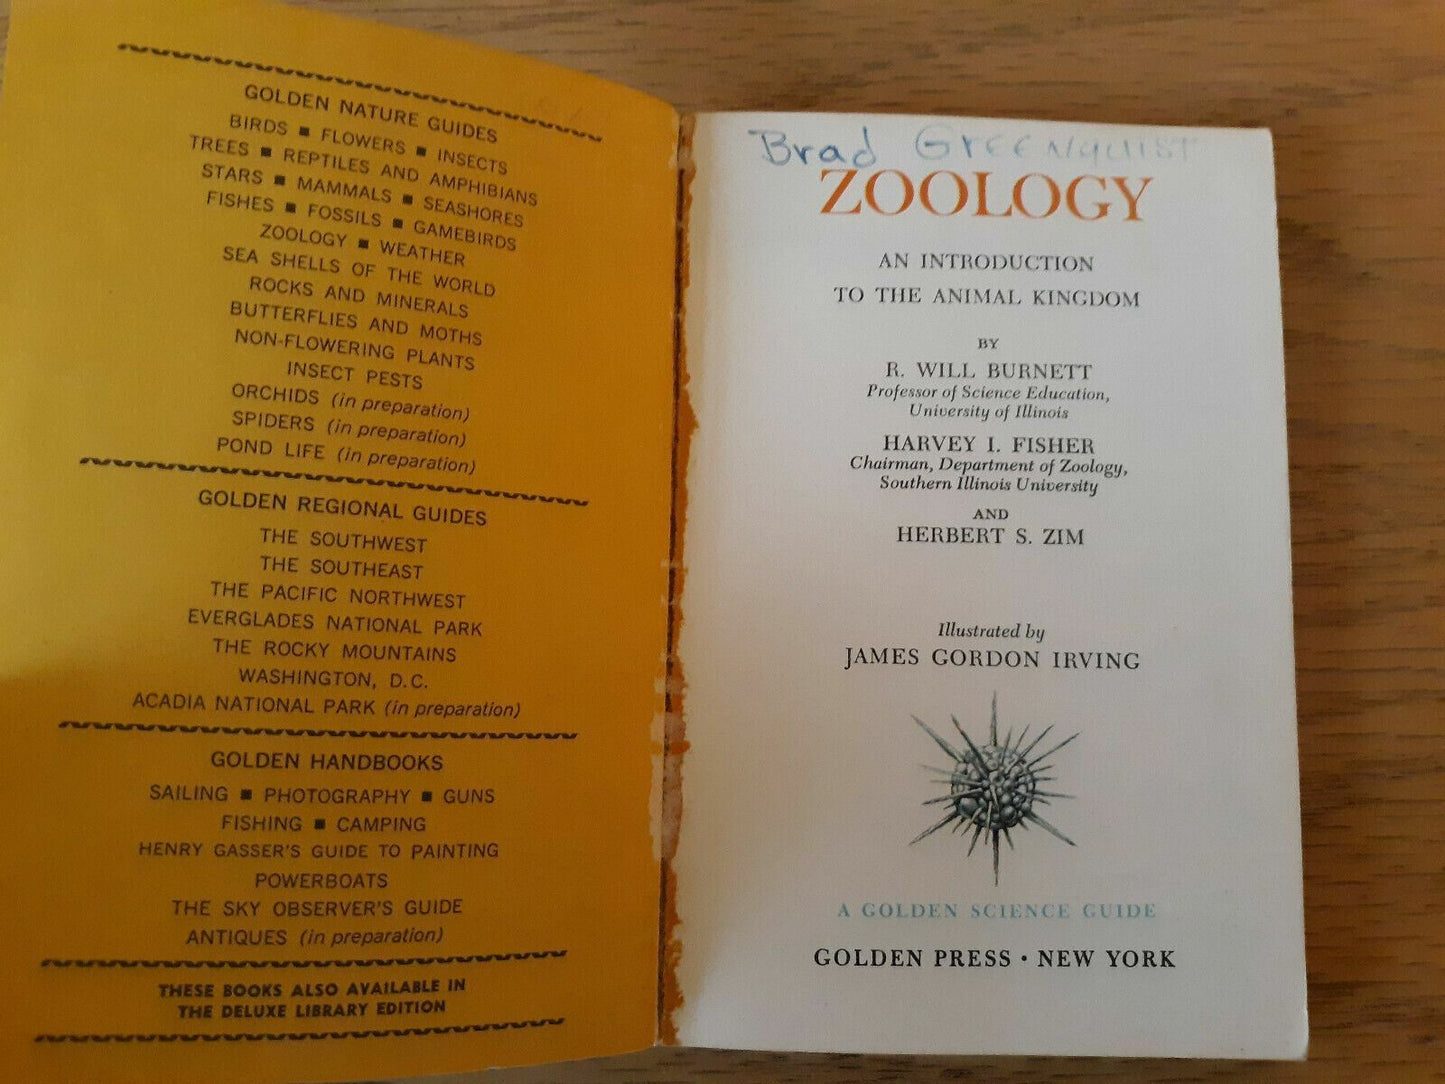 GOLDEN NATURE GUIDES
BIRDS ■ FLOWERS ■ INSECTS
TREES ■ REPTILES AND AMPHIBIANS
STARS ■ MAMMALS ■ SEASHORES
FISHES ■ FOSSILS ■ GAMEBIRDS
ZOOLOGY ■ WEATHER
SEA SHELLS OF THE WORLD
ROCKS AND MINERALS
BUTTERFLIES AND MOTHS
NON-FLOWERING PLANTS
INSECT PESTS
ORCHIDS (in preparation)
SPIDERS (in preparation)
POND LIFE (in preparation)
GOLDEN REGIONAL GUIDES
THE SOUTHWEST
THE SOUTHEAST
THE PACIFIC NORTHWEST
EVERGLADES NATIONAL PARK
THE ROCKY MOUNTAINS
WASHINGTON, D.C.
ACADIA NATIONAL PARK (in preparation)
GOLDEN HANDBOOKS
SAILING ■ PHOTOGRAPHY ■ GUNS
FISHING ■ CAMPING
HENRY GASSER'S GUIDE TO PAINTING
POWERBOATS
THE SKY OBSERVER'S GUIDE
ANTIQUES (in preparation)
THESE BOOKS ALSO AVAILABLE IN
THE DELUXE LIBRARY EDITION
Brad Greenquist
ZOOLOGY
AN INTRODUCTION
TO THE ANIMAL KINGDOM
BY
R. WILL BURNETT
Professor of Science Education,
University of Illinois
HARVEY I. FISHER
Chairman, Department of Zoology,
Southern Illinois University
AND
HERBERT S. ZIM
Illustrated by
JAMES GORDON IRVING
A GOLDEN SCIENCE GUIDE
GOLDEN PRESS • NEW YORK